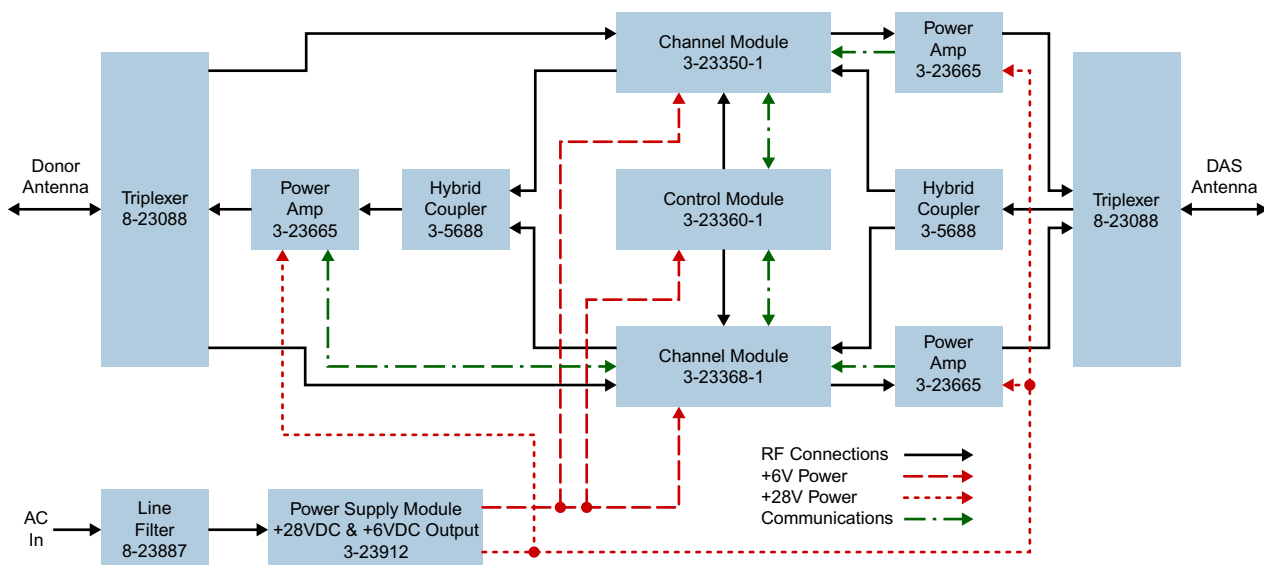 Channel Module
3-23350-1
Power
Amp
3-23665
Donor
Antenna
Triplexer
8-23088
Power
Amp
3-23665
Hybrid
Coupler
3-5688
Control Module
3-23360-1
Hybrid
Coupler
3-5688
Triplexer
8-23088
DAS
Antenna
Channel Module
3-23368-1
Power
Amp
3-23665
RF Connections
+6V Power
+28V Power
Communications
AC
In
Line
Filter
8-23887
Power Supply Module
+28VDC & +6VDC Output
3-23912